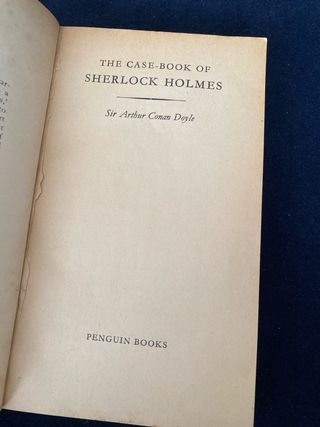 THE CASE-BOOK OF
SHERLOCK HOLMES
Sir Arthur Conan Doyle
PENGUIN BOOKS